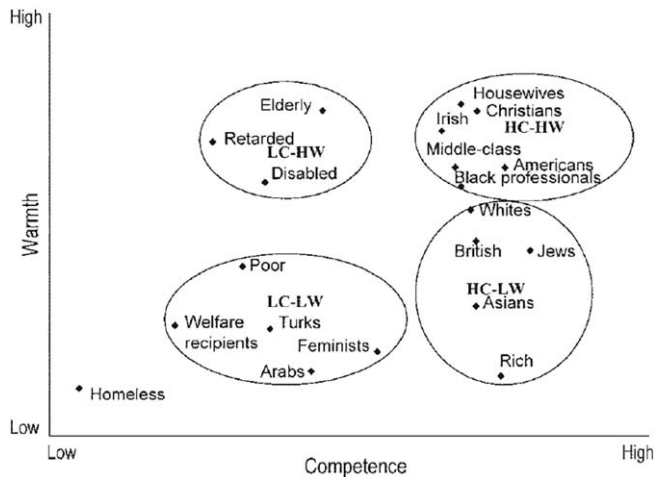 High
Housewives
Elderly
Christians
Irish
HC-HW
Retarded
LC-HW
Middle-class
Americans
Disabled
Black professionals
Whites
Warmth
British
Jews
Poor
HC-LW
LC-LW
Asians
Welfare
recipients
Turks
Feminists
Rich
Arabs
Homeless
Low
Low
Competence
High